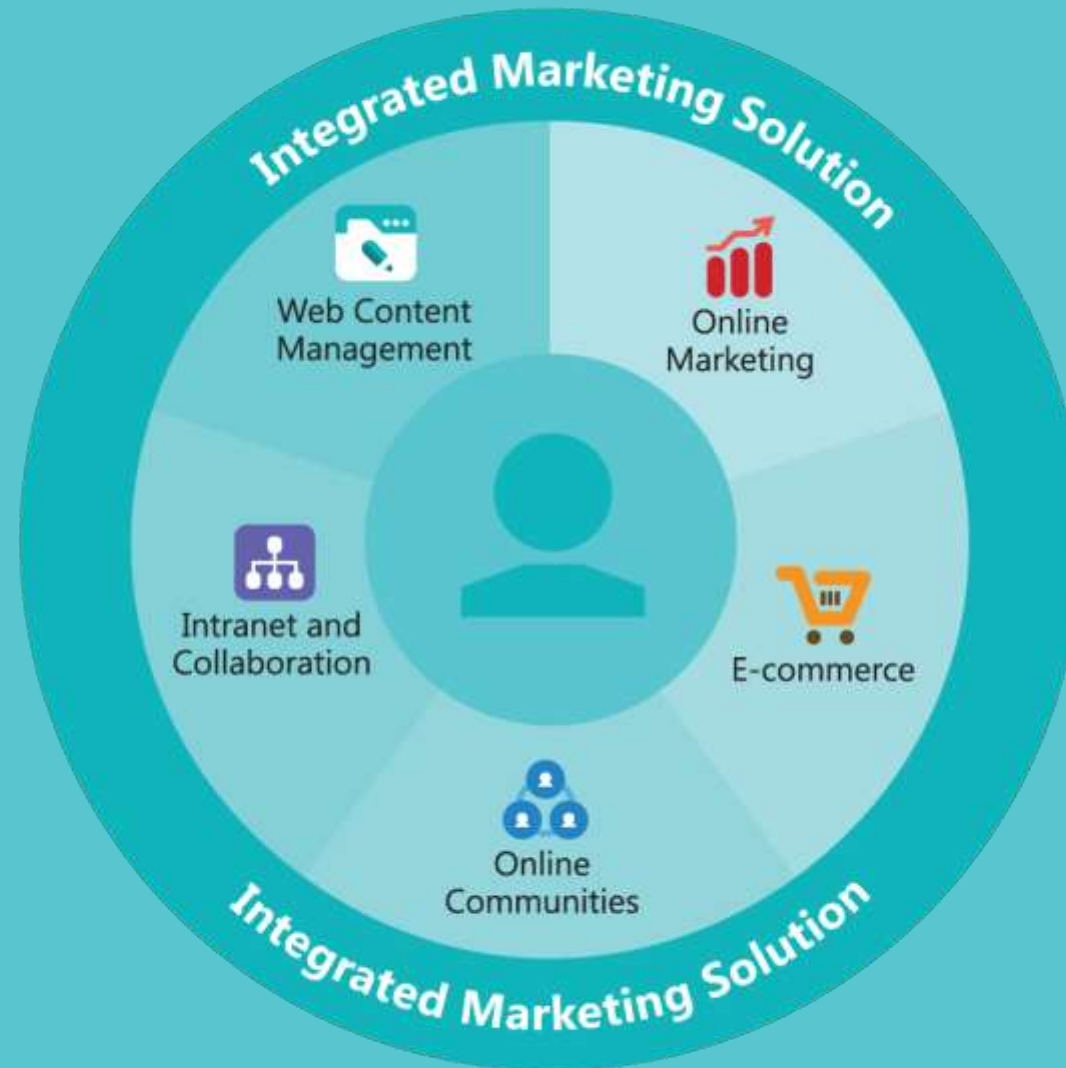 Integrated Marketing Solution
Web Content
Management
Online
Marketing
Intranet and
Collaboration
E-commerce
Online
Communities
Integrated Marketing Solution